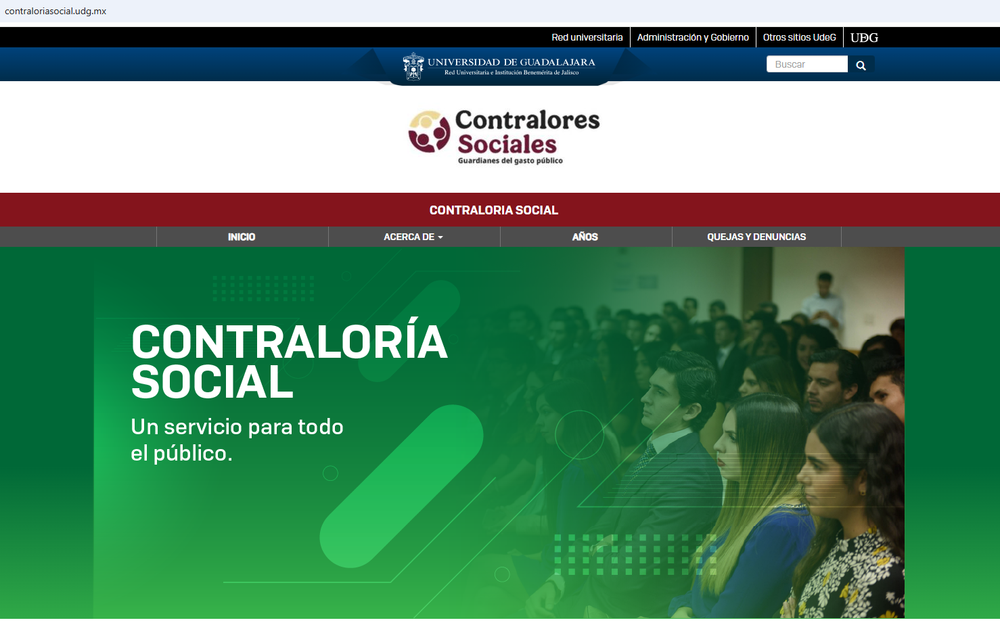 contraloriasocial.udg.mx
Red universitaria
Administración y Gobierno
Otros sitios UdeG
UDG
UNIVERSIDAD DE GUADALAJARA
Red Universitaria e Institución Benemérita de Jalisco
Buscar
Contralores
Sociales
Guardianes del gasto público
CONTRALORIA SOCIAL
INICIO
ACERCA DE
AÑOS
QUEJAS Y DENUNCIAS
CONTRALORÍA
SOCIAL
Un servicio para todo
el público.